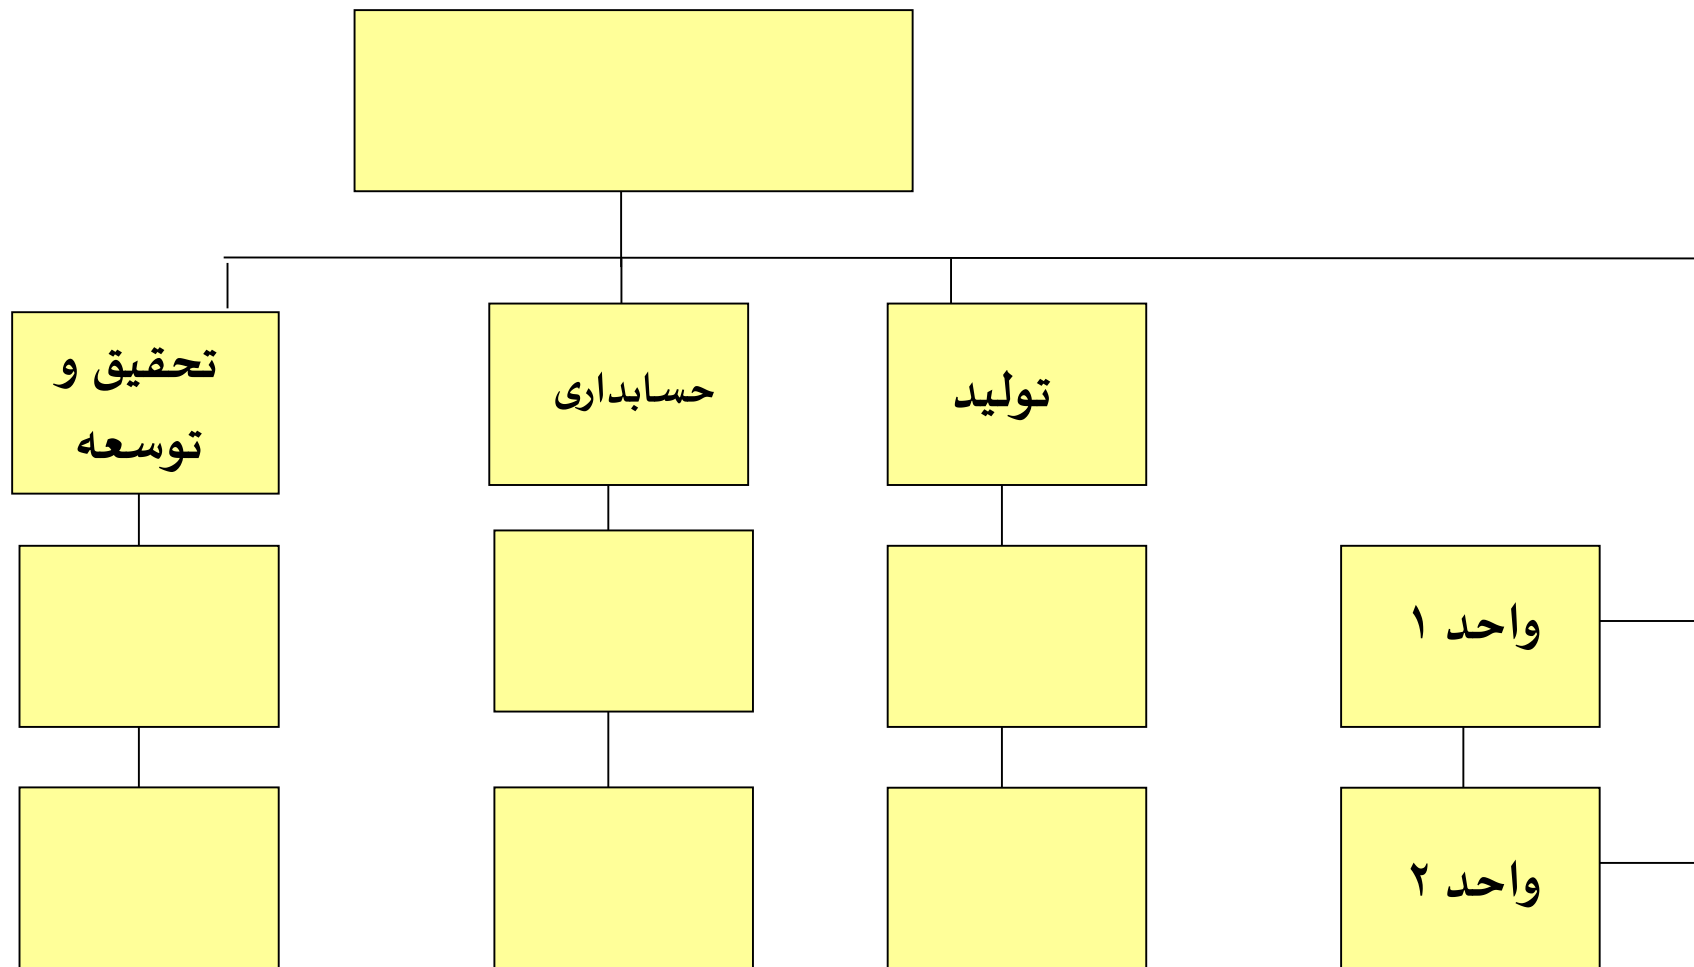 تولید
حسابداری
تحقیق و
توسعه
واحد ۱
واحد ۲